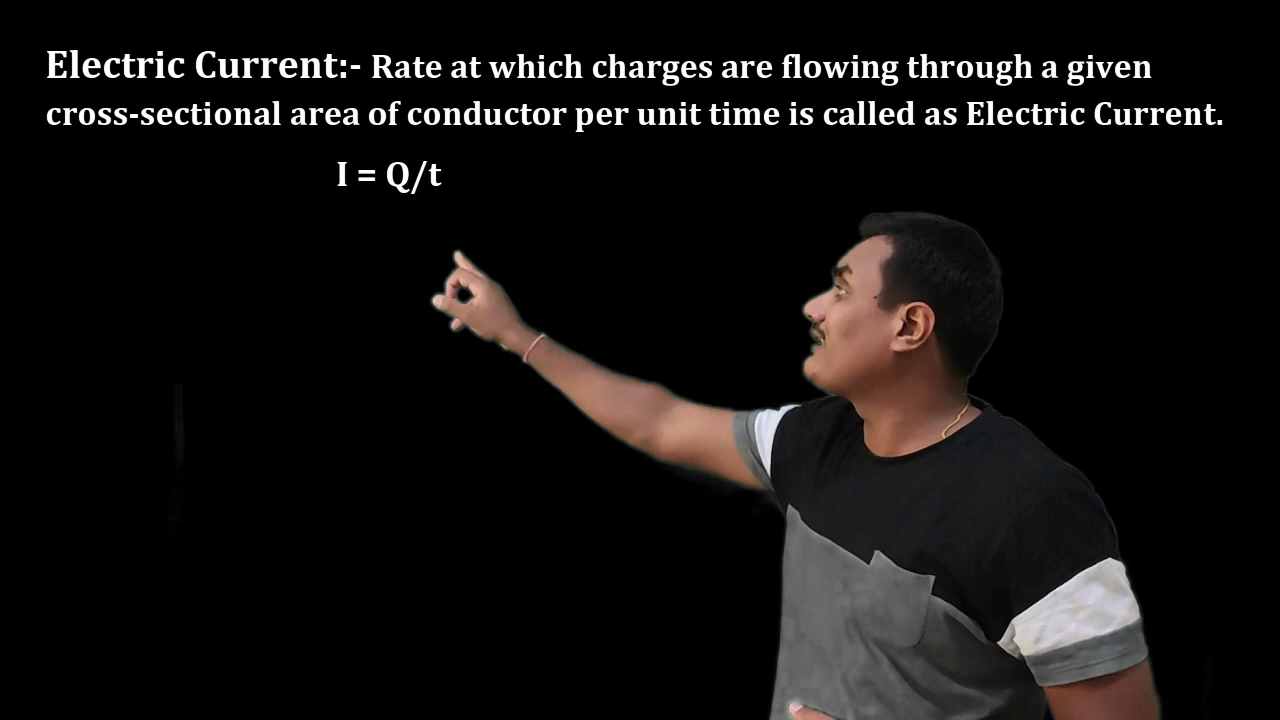 Electric Current:- Rate at which charges are flowing through a given
cross-sectional area of conductor per unit time is called as Electric Current.
I = Q/t